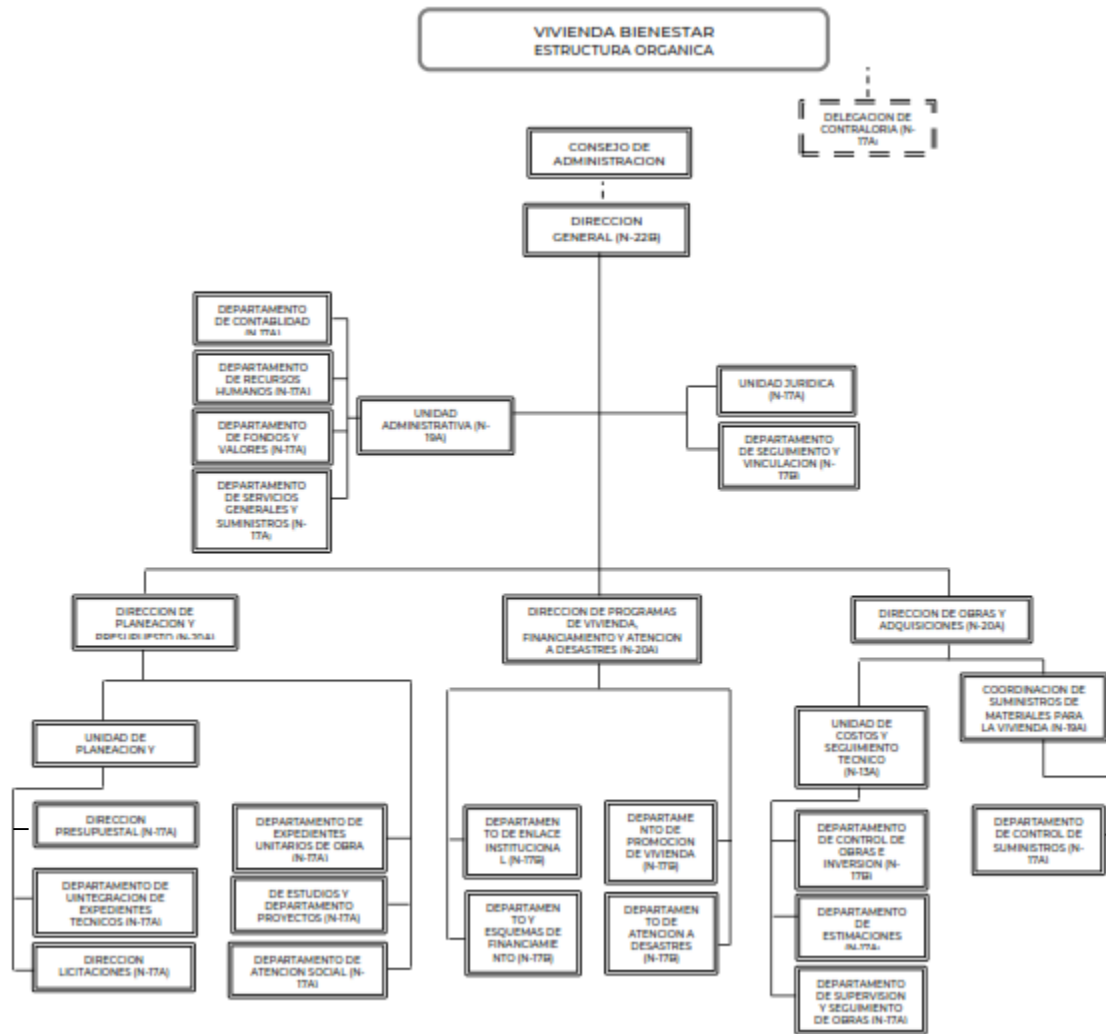 VIVIENDA BIENESTAR
ESTRUCTURA ORGANICA
DELEGACION DE
CONTRALORIA (N-
17A)
CONSEJO DE
ADMINISTRACION
DIRECCION
GENERAL (N-22B)
DEPARTAMENTO
DE CONTABLIDAD
(N-17A)
DEPARTAMENTO
DE RECURSOS
HUMANOS (N-17A)
DEPARTAMENTO
DE FONDOS Y
VALORES (N-17A)
DEPARTAMENTO
DE SERVICIOS
GENERALES Y
SUMINISTROS (N-
17A)
UNIDAD
ADMINISTRATIVA (N-
19A)
UNIDAD JURIDICA
(N-17A)
DEPARTAMENTO
DE SEGUIMIENTO Y
VINCULACION (N-
17B)
DIRECCION DE
PLANEACION Y
PRESUPUESTO (N-20A)
DIRECCION DE PROGRAMAS
DE VIVIENDA,
FINANCIAMIENTO Y ATENCION
A DESASTRES (N-20A)
DIRECCION DE OBRAS Y
ADQUISICIONES (N-20A)
UNIDAD DE
PLANEACION Y
DIRECCION
PRESUPUESTAL (N-17A)
DEPARTAMENTO DE
UINTEGRACION DE
EXPEDIENTES
TECNICOS (N-17A)
DIRECCION
LICITACIONES (N-17A)
DEPARTAMENTO DE
EXPEDIENTES
UNITARIOS DE OBRA
(N-17A)
DE ESTUDIOS Y
DEPARTAMENTO
PROYECTOS (N-17A)
DEPARTAMENTO DE
ATENCION SOCIAL (N-
17A)
DEPARTAMEN
TO DE ENLACE
INSTITUCIONA
L (N-17B)
DEPARTAMEN
TO Y
ESQUEMAS DE
FINANCIAMIE
NTO (N-17B)
DEPARTAME
NTO DE
PROMOCION
DE VIVIENDA
(N-17B)
DEPARTAMEN
TO DE
ATENCION A
DESASTRES
(N-17B)
UNIDAD DE
COSTOS Y
SEGUIMIENTO
TECNICO
(N-13A)
COORDINACION DE
SUMINISTROS DE
MATERIALES PARA
LA VIVIENDA (N-19A)
DEPARTAMENTO
DE CONTROL DE
OBRAS E
INVERSION (N-
17B)
DEPARTAMENTO
DE
ESTIMACIONES
(N-17A)
DEPARTAMENTO
DE SUPERVISION
Y SEGUIMIENTO
DE OBRAS (N-17A)
DEPARTAMENTO
DE CONTROL DE
SUMINISTROS (N-
17A)